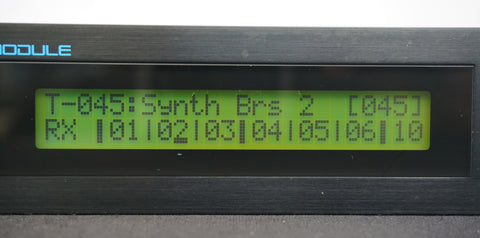 MODULE
T-045:Synth Brs 2 [045]
RX |01|02|03|04|05|06|10